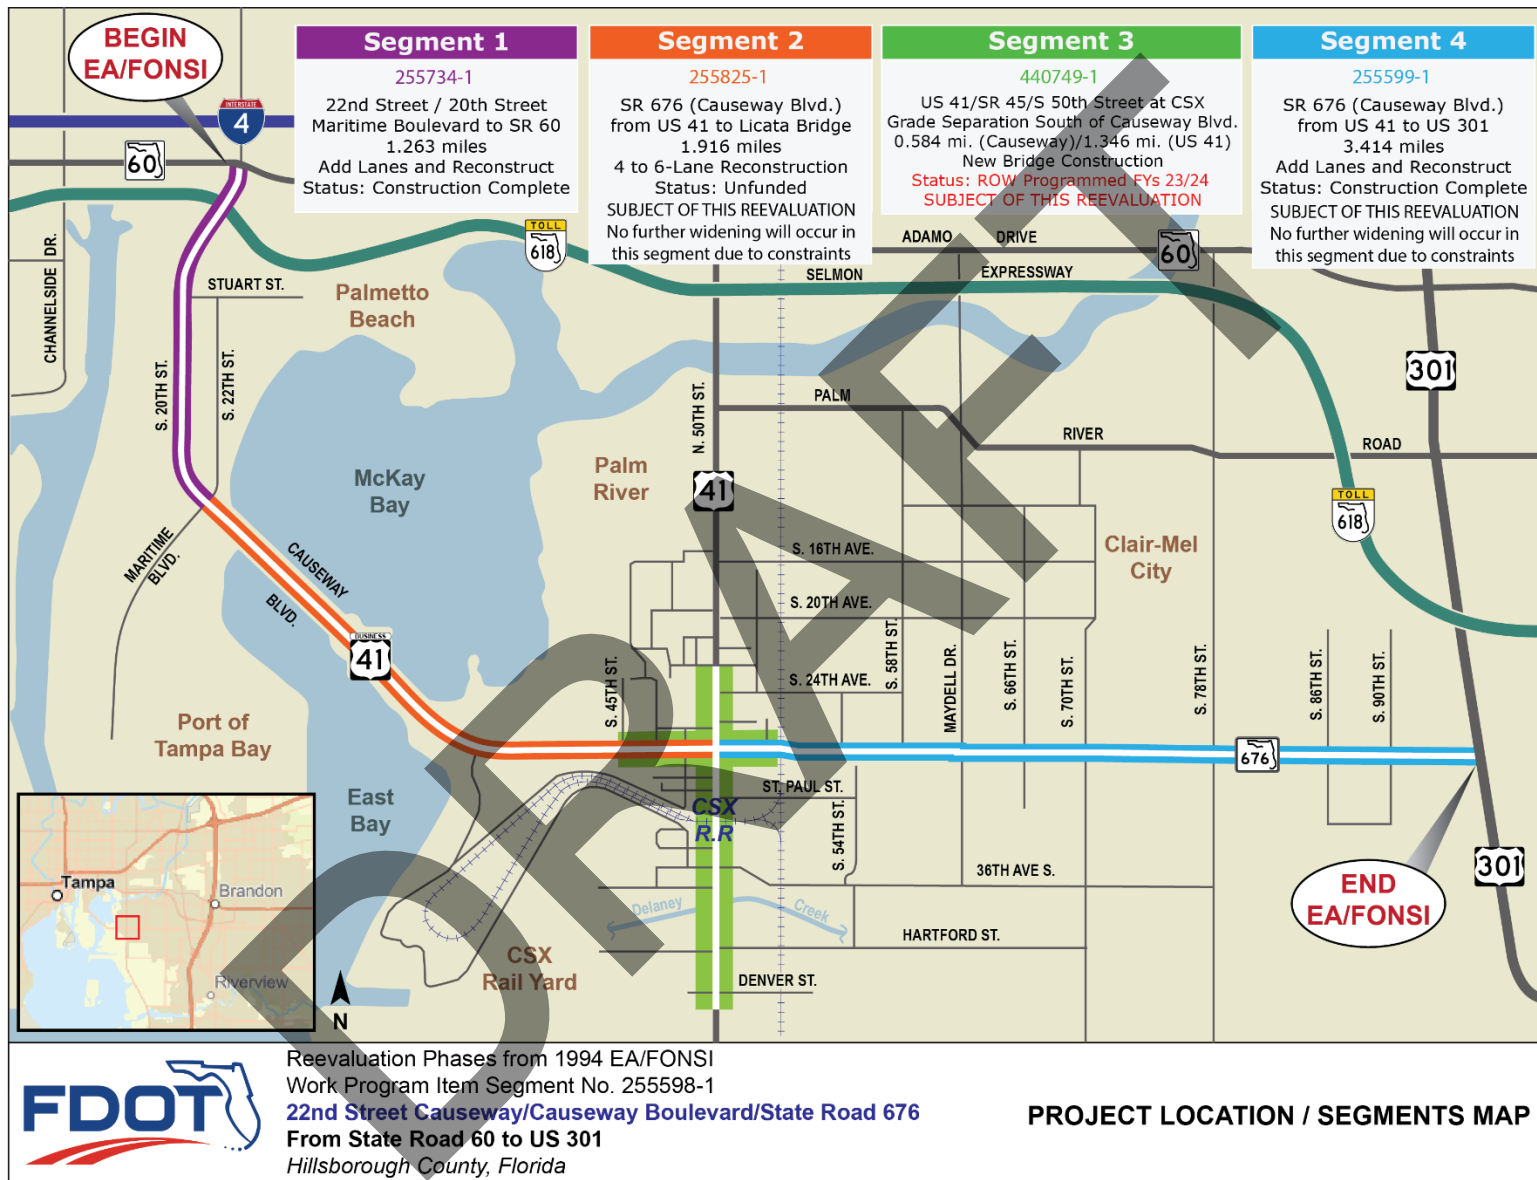 BEGIN
EA/FONSI
Segment 1
255734-1
22nd Street / 20th Street
Maritime Boulevard to SR 60
1.263 miles
Add Lanes and Reconstruct
Status: Construction Complete
Segment 2
255825-1
SR 676 (Causeway Blvd.)
from US 41 to Licata Bridge
1.916 miles
4 to 6-Lane Reconstruction
Status: Unfunded
SUBJECT OF THIS REEVALUATION
No further widening will occur in
this segment due to constraints
Segment 3
440749-1
US 41/SR 45/S 50th Street at CSX
Grade Separation South of Causeway Blvd.
0.584 mi. (Causeway)/1.346 mi. (US 41)
New Bridge Construction
Status: ROW Programmed FYs 23/24
SUBJECT OF THIS REEVALUATION
Segment 4
255599-1
SR 676 (Causeway Blvd.)
from US 41 to US 301
3.414 miles
Add Lanes and Reconstruct
Status: Construction Complete
SUBJECT OF THIS REEVALUATION
No further widening will occur in
this segment due to constraints
INTERSTATE
4
60
TOLL
618
ADAMO DRIVE
60
SELMON EXPRESSWAY
CHANNELSIDE DR.
STUART ST.
Palmetto
Beach
S. 20TH ST.
S. 22TH ST.
N. 50TH ST.
PALM RIVER ROAD
301
McKay
Bay
Palm
River
41
TOLL
618
Clair-Mel
City
MARITIME
BLVD.
CAUSEWAY
BLVD.
S. 16TH AVE.
S. 20TH AVE.
S. 24TH AVE.
BUSINESS
41
S. 45TH ST.
S. 58TH ST.
MAYDELL DR.
S. 66TH ST.
S. 70TH ST.
S. 78TH ST.
S. 86TH ST.
S. 90TH ST.
Port of
Tampa Bay
676
ST. PAUL ST.
East
Bay
CSX
R.R
S. 54TH ST.
36TH AVE S.
301
END
EA/FONSI
Delaney Creek
HARTFORD ST.
CSX
Rail Yard
DENVER ST.
Tampa
Brandon
Riverview
N
DRAFT
FDOT
Reevaluation Phases from 1994 EA/FONSI
Work Program Item Segment No. 255598-1
22nd Street Causeway/Causeway Boulevard/State Road 676
From State Road 60 to US 301
Hillsborough County, Florida
PROJECT LOCATION / SEGMENTS MAP